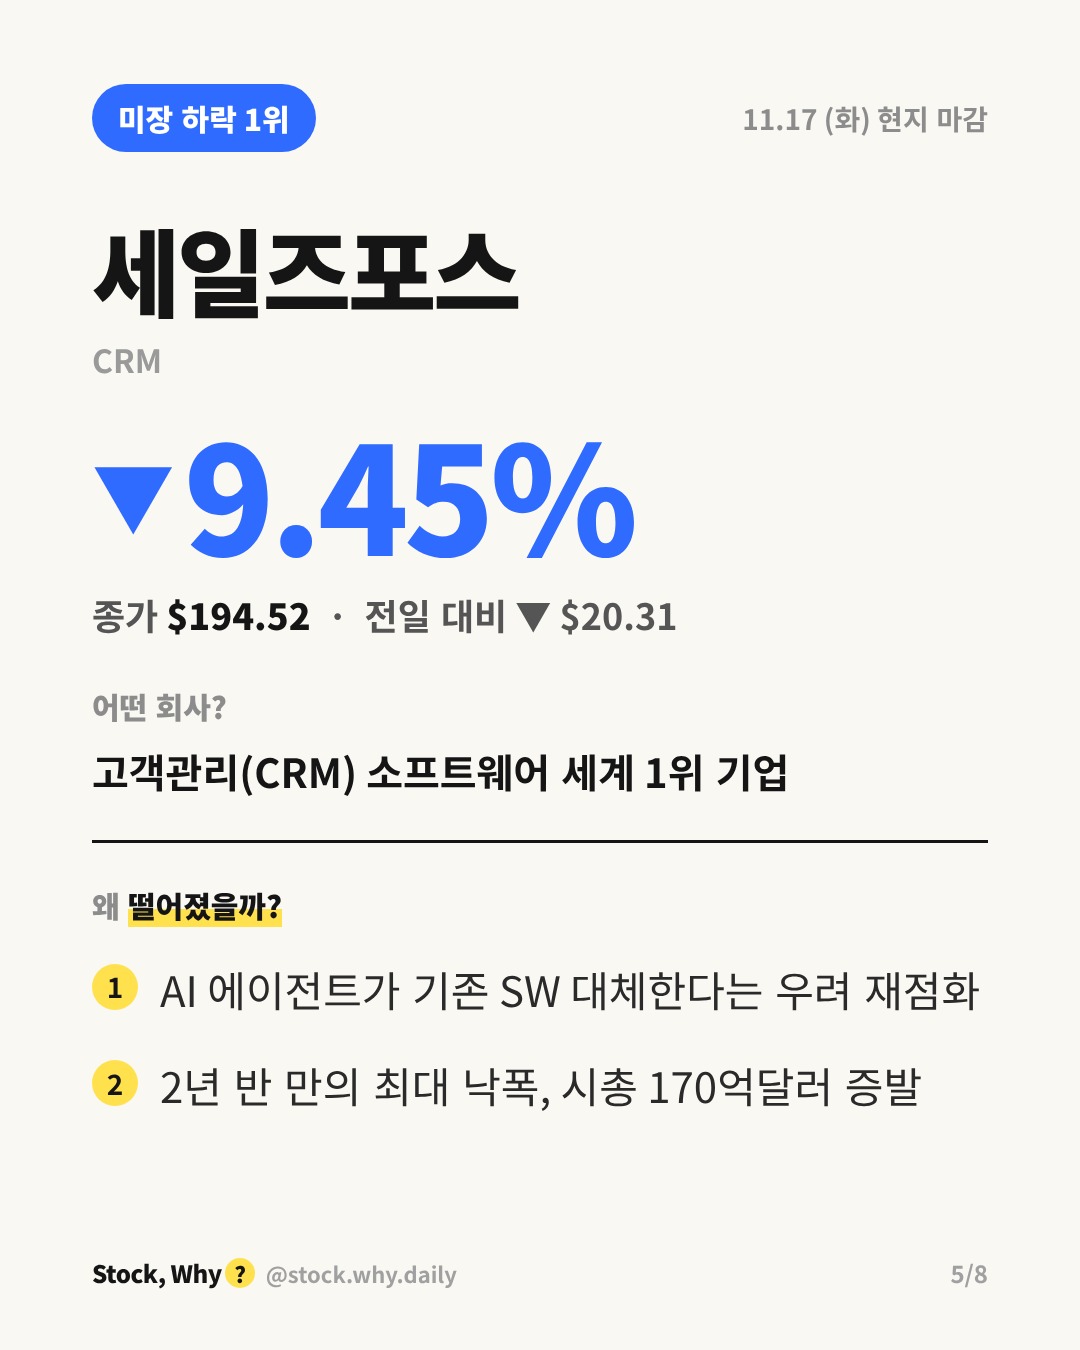 미장 하락 1위
11.17 (화) 현지 마감
세일즈포스
CRM
▼9.45%
종가 $194.52 · 전일 대비 ▼ $20.31
어떤 회사?
고객관리(CRM) 소프트웨어 세계 1위 기업
왜 떨어졌을까?
1 AI 에이전트가 기존 SW 대체한다는 우려 재점화
2 2년 반 만의 최대 낙폭, 시총 170억달러 증발
Stock, Why ? @stock.why.daily
5/8